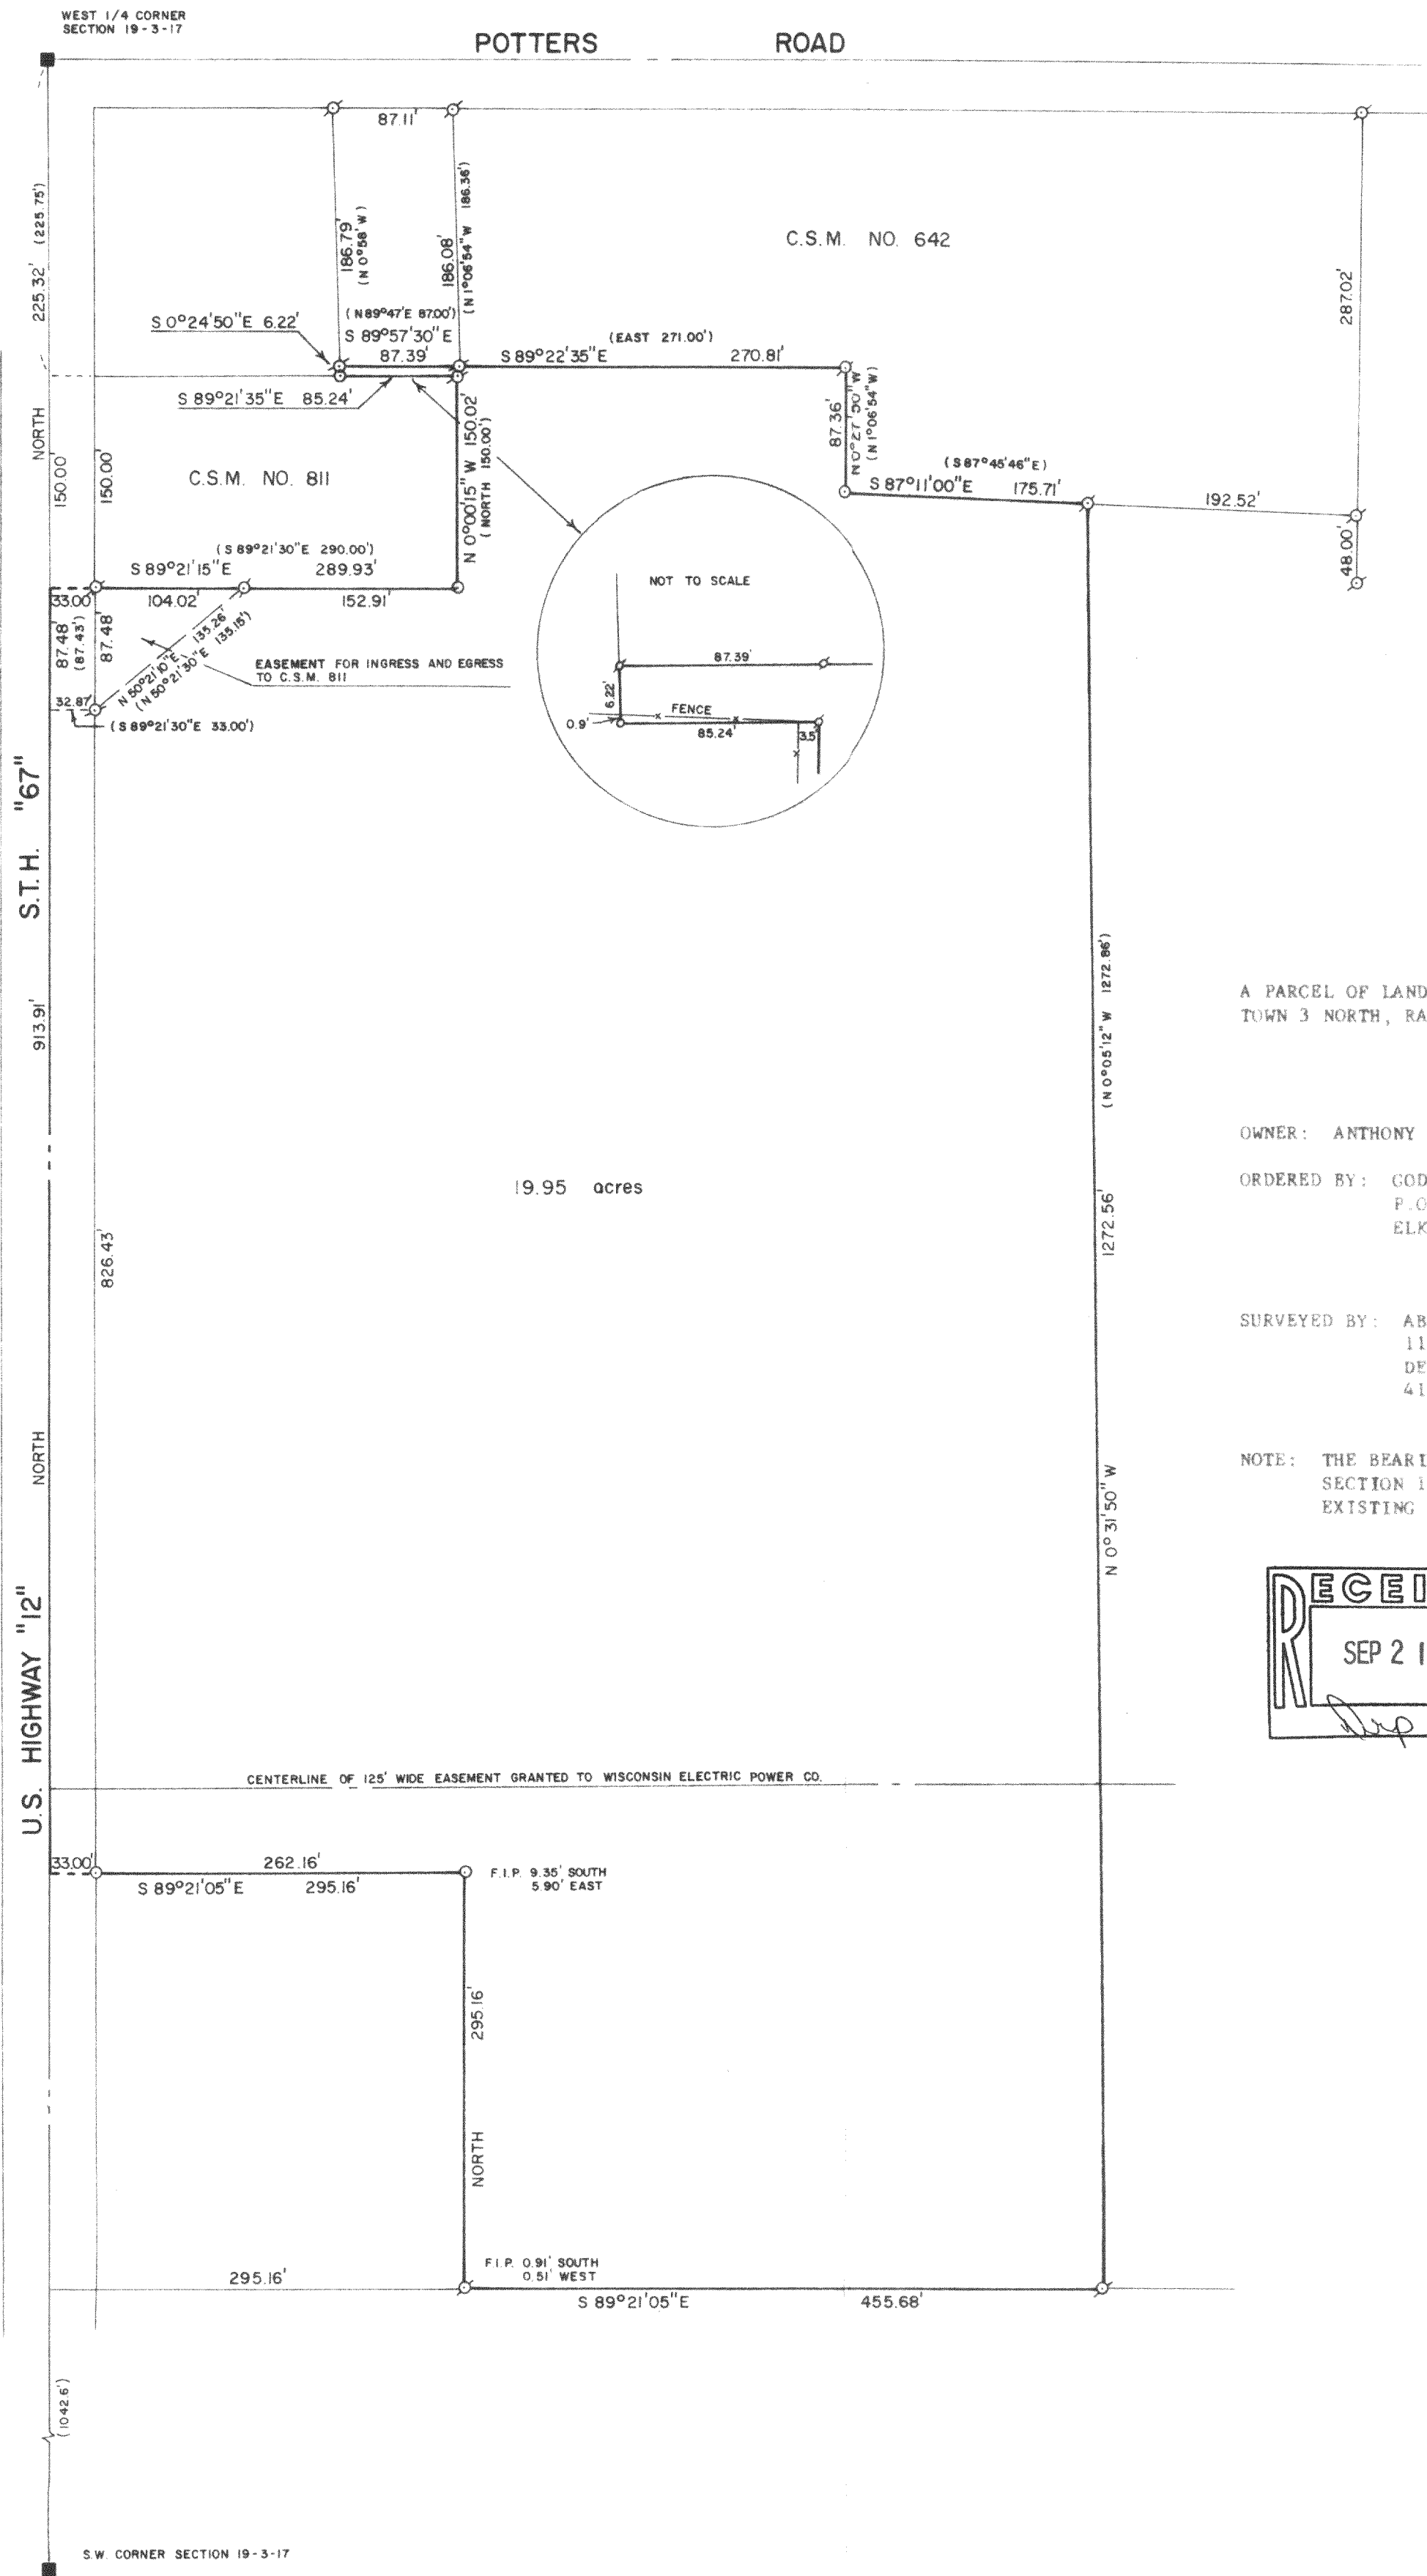 WEST 1/4 CORNER
SECTION 19-3-17
POTTERS ROAD
87.11'
225.32' (225.75')
186.79'
(N 0°58' W)
186.08'
(N 1°06'54" W 186.36')
C.S.M. NO. 642
287.02'
S 0°24'50"E 6.22'
(N 89°47'E 87.00')
S 89°57'30"E
87.39'
(EAST 271.00')
S 89°22'35"E 270.81'
S 89°21'35"E 85.24'
NORTH
150.00'
150.00'
C.S.M. NO. 811
N 0°00'15" W 150.02'
(NORTH 150.00')
87.36'
N 0°27'50" W
(N 1°06'54"W)
(S 87°45'46"E)
S 87°11'00"E 175.71'
192.52'
48.00'
(S 89°21'30"E 290.00')
S 89°21'15"E 289.93'
33.00'
104.02'
152.91'
87.48'
(87.43')
87.48'
N 50°21'10"E 135.26'
(N 50°21'30"E 135.15')
EASEMENT FOR INGRESS AND EGRESS
TO C.S.M. 811
32.87'
(S 89°21'30"E 33.00')
NOT TO SCALE
87.39'
6.22'
FENCE
0.9'
85.24'
3.5'
S.T.H. "67"
913.91'
(N 0°05'12" W 1272.86')
A PARCEL OF LAND
TOWN 3 NORTH, RA
OWNER: ANTHONY
ORDERED BY: GOD
P.O
ELK
19.95 acres
1272.56'
826.43'
SURVEYED BY: AB
11
DE
41
NORTH
N 0°31'50" W
NOTE: THE BEARI
SECTION 1
EXISTING
RECEI
SEP 2 1
U.S. HIGHWAY "12"
CENTERLINE OF 125' WIDE EASEMENT GRANTED TO WISCONSIN ELECTRIC POWER CO.
33.00'
262.16'
S 89°21'05"E 295.16'
F.I.P. 9.35' SOUTH
5.90' EAST
295.16'
NORTH
F.I.P. 0.91' SOUTH
0.51' WEST
295.16'
S 89°21'05"E 455.68'
(1042.6')
S.W. CORNER SECTION 19-3-17